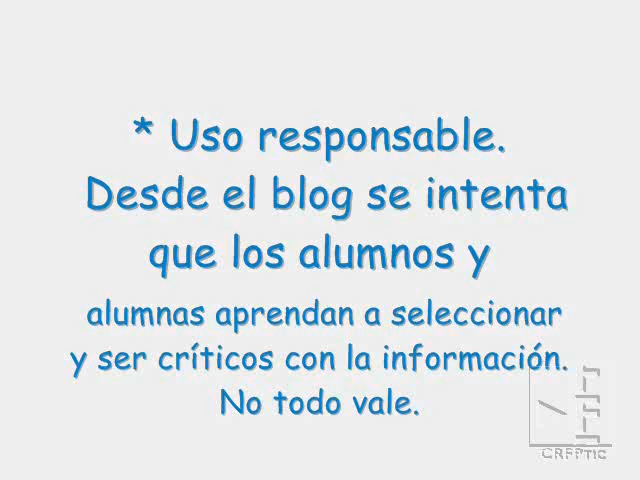 * Uso responsable.
Desde el blog se intenta
que los alumnos y
alumnas aprendan a seleccionar
y ser críticos con la información.
No todo vale.
CRFPTIC